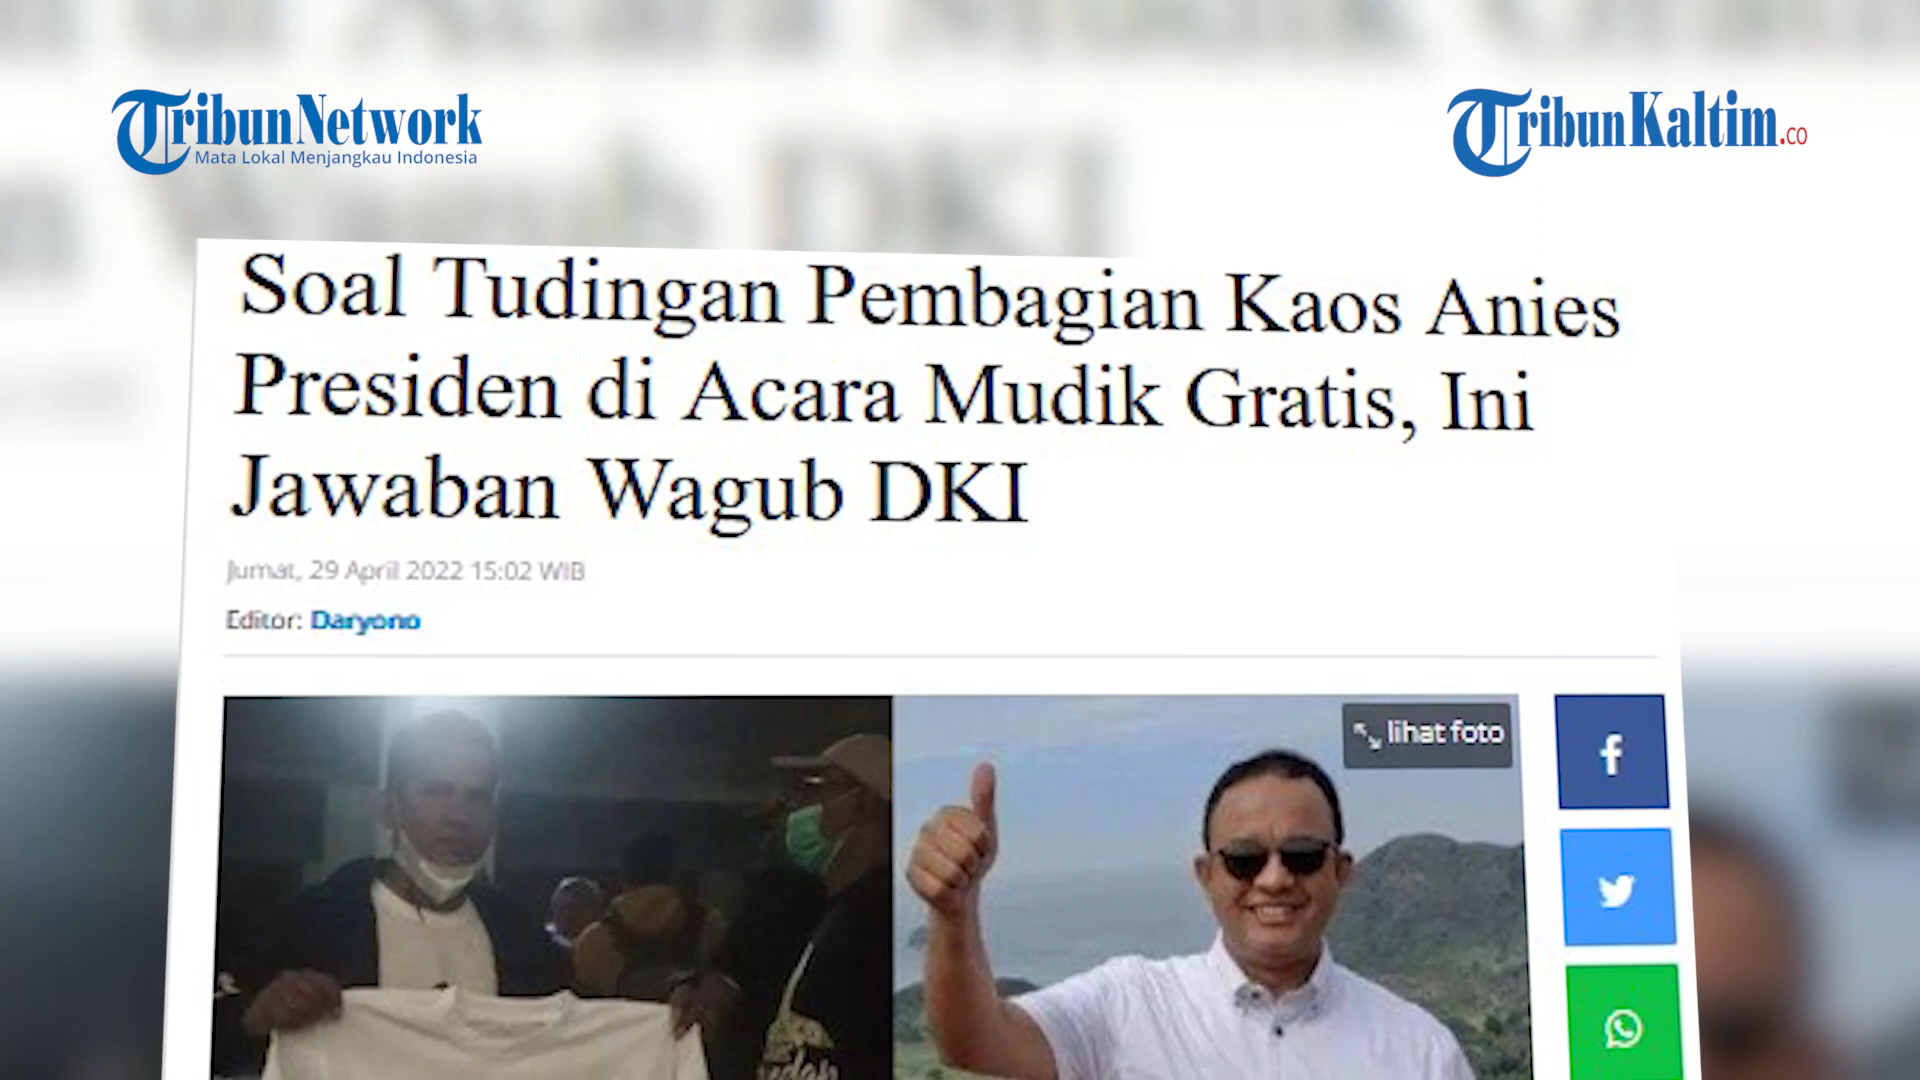 TribunNetwork
Mata Lokal Menjangkau Indonesia
TribunKaltim.co
Soal Tudingan Pembagian Kaos Anies
Presiden di Acara Mudik Gratis, Ini
Jawaban Wagub DKI
Jumat, 29 April 2022 15:02 WIB
Editor: Daryono
lihat foto